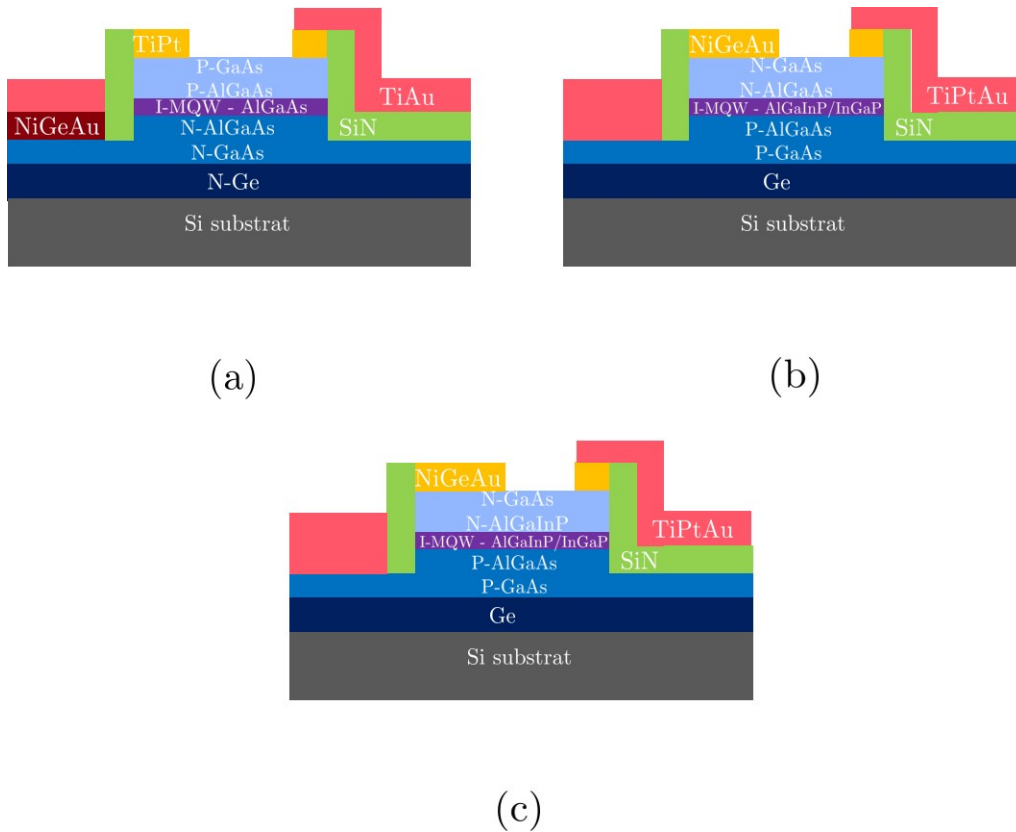 TiPt
P-GaAs
P-AlGaAs
TiAu
I-MQW - AlGaAs
NiGeAu
N-AlGaAs
SiN
N-GaAs
N-Ge
Si substrat
(a)
NiGeAu
N-GaAs
N-AlGaAs
TiPtAu
I-MQW - AlGaInP/InGaP
P-AlGaAs
SiN
P-GaAs
Ge
Si substrat
(b)
NiGeAu
N-GaAs
N-AlGaInP
TiPtAu
I-MQW - AlGaInP/InGaP
P-AlGaAs
SiN
P-GaAs
Ge
Si substrat
(c)